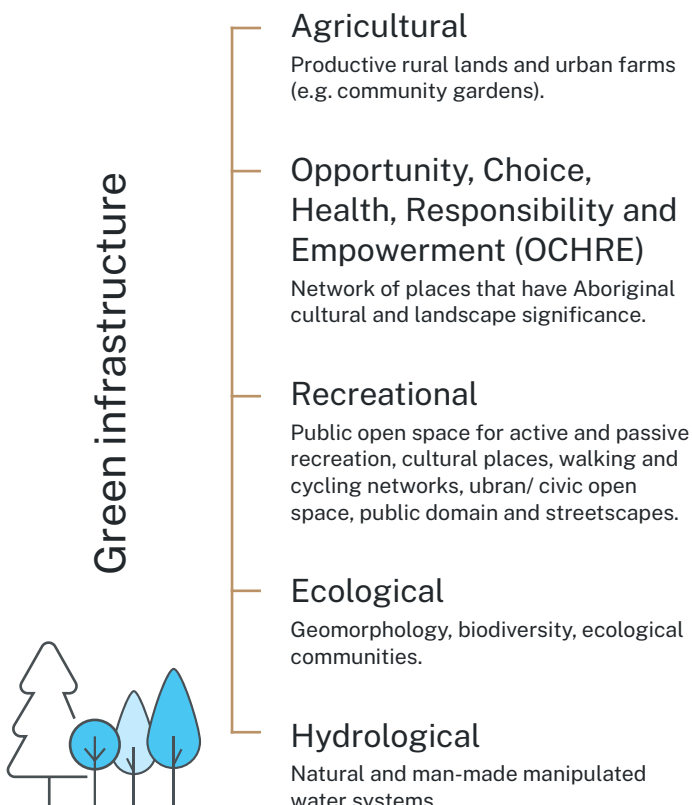 Green infrastructure
Agricultural
Productive rural lands and urban farms
(e.g. community gardens).
Opportunity, Choice,
Health, Responsibility and
Empowerment (OCHRE)
Network of places that have Aboriginal
cultural and landscape significance.
Recreational
Public open space for active and passive
recreation, cultural places, walking and
cycling networks, ubran/ civic open
space, public domain and streetscapes.
Ecological
Geomorphology, biodiversity, ecological
communities.
Hydrological
Natural and man-made manipulated
water systems